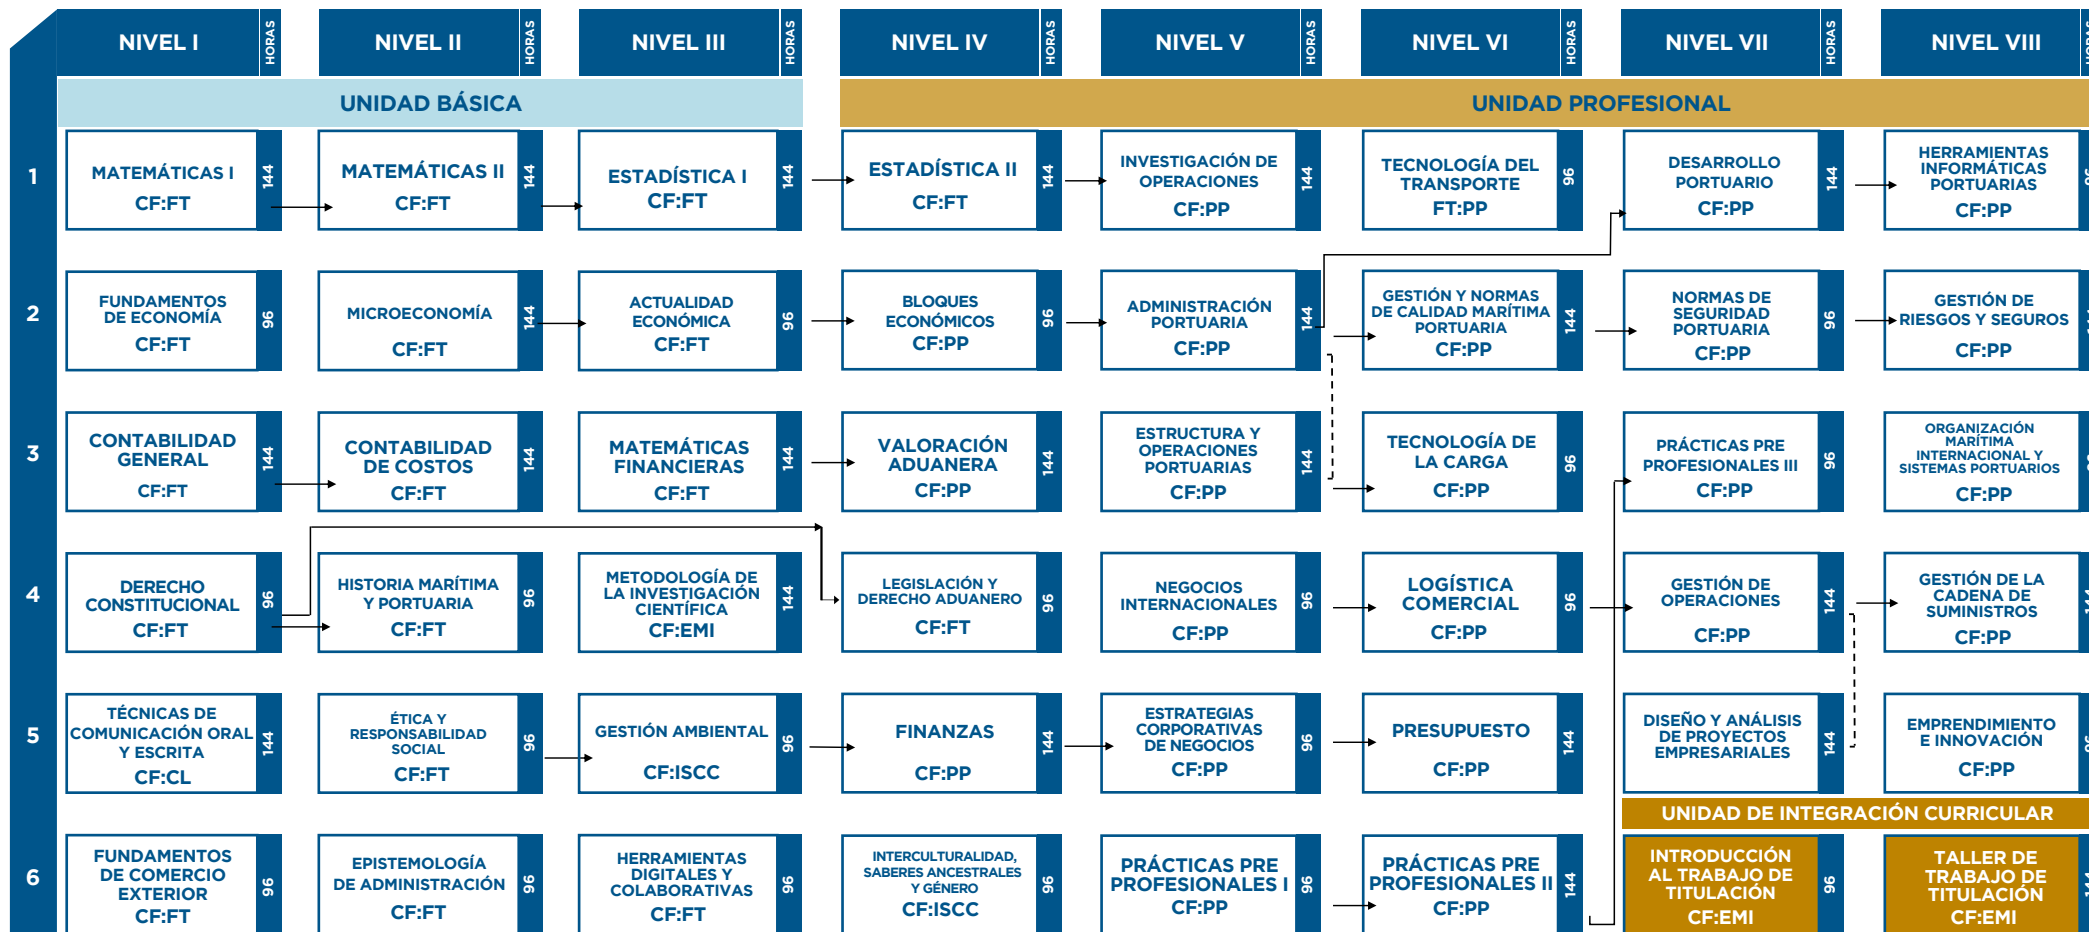 NIVEL I HORAS NIVEL II HORAS NIVEL III HORAS NIVEL IV HORAS NIVEL V HORAS NIVEL VI HORAS NIVEL VII HORAS NIVEL VIII HORAS
UNIDAD BÁSICA UNIDAD PROFESIONAL
1
MATEMÁTICAS I
CF:FT
144
MATEMÁTICAS II
CF:FT
144
ESTADÍSTICA I
CF:FT
144
ESTADÍSTICA II
CF:FT
144
INVESTIGACIÓN DE
OPERACIONES
CF:PP
144
TECNOLOGÍA DEL
TRANSPORTE
FT:PP
96
DESARROLLO
PORTUARIO
CF:PP
144
HERRAMIENTAS
INFORMÁTICAS
PORTUARIAS
CF:PP
96
2
FUNDAMENTOS
DE ECONOMÍA
CF:FT
96
MICROECONOMÍA
CF:FT
144
ACTUALIDAD
ECONÓMICA
CF:FT
96
BLOQUES
ECONÓMICOS
CF:PP
96
ADMINISTRACIÓN
PORTUARIA
CF:PP
144
GESTIÓN Y NORMAS
DE CALIDAD MARÍTIMA
PORTUARIA
CF:PP
144
NORMAS DE
SEGURIDAD
PORTUARIA
CF:PP
96
GESTIÓN DE
RIESGOS Y SEGUROS
CF:PP
144
3
CONTABILIDAD
GENERAL
CF:FT
144
CONTABILIDAD
DE COSTOS
CF:FT
144
MATEMÁTICAS
FINANCIERAS
CF:FT
144
VALORACIÓN
ADUANERA
CF:PP
144
ESTRUCTURA Y
OPERACIONES
PORTUARIAS
CF:PP
144
TECNOLOGÍA DE
LA CARGA
CF:PP
96
PRÁCTICAS PRE
PROFESIONALES III
CF:PP
96
ORGANIZACIÓN
MARÍTIMA
INTERNACIONAL Y
SISTEMAS PORTUARIOS
CF:PP
96
4
DERECHO
CONSTITUCIONAL
CF:FT
96
HISTORIA MARÍTIMA
Y PORTUARIA
CF:FT
96
METODOLOGÍA DE
LA INVESTIGACIÓN
CIENTÍFICA
CF:EMI
144
LEGISLACIÓN Y
DERECHO ADUANERO
CF:FT
96
NEGOCIOS
INTERNACIONALES
CF:PP
96
LOGÍSTICA
COMERCIAL
CF:PP
96
GESTIÓN DE
OPERACIONES
CF:PP
144
GESTIÓN DE LA
CADENA DE
SUMINISTROS
CF:PP
144
5
TÉCNICAS DE
COMUNICACIÓN ORAL
Y ESCRITA
CF:CL
144
ÉTICA Y
RESPONSABILIDAD
SOCIAL
CF:FT
96
GESTIÓN AMBIENTAL
CF:ISCC
96
FINANZAS
CF:PP
144
ESTRATEGIAS
CORPORATIVAS
DE NEGOCIOS
CF:PP
96
PRESUPUESTO
CF:PP
144
DISEÑO Y ANÁLISIS
DE PROYECTOS
EMPRESARIALES
144
EMPRENDIMIENTO
E INNOVACIÓN
CF:PP
96
UNIDAD DE INTEGRACIÓN CURRICULAR
6
FUNDAMENTOS
DE COMERCIO
EXTERIOR
CF:FT
96
EPISTEMOLOGÍA
DE ADMINISTRACIÓN
CF:FT
96
HERRAMIENTAS
DIGITALES Y
COLABORATIVAS
CF:FT
96
INTERCULTURALIDAD,
SABERES ANCESTRALES
Y GÉNERO
CF:ISCC
96
PRÁCTICAS PRE
PROFESIONALES I
CF:PP
96
PRÁCTICAS PRE
PROFESIONALES II
CF:PP
144
INTRODUCCIÓN
AL TRABAJO DE
TITULACIÓN
CF:EMI
96
TALLER DE
TRABAJO DE
TITULACIÓN
CF:EMI
144